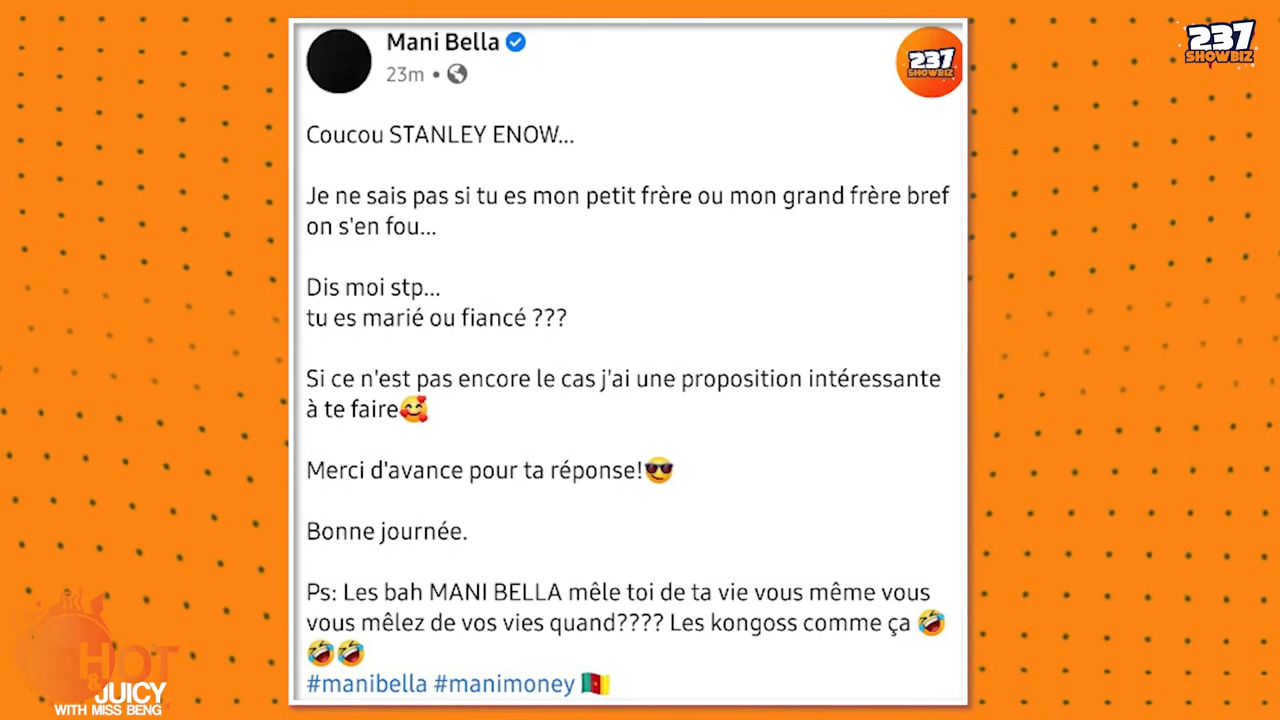 Mani Bella
23m
237
SHOWBIZ
237
SHOWBIZ
Coucou STANLEY ENOW...
Je ne sais pas si tu es mon petit frère ou mon grand frère bref
on s'en fou...
Dis moi stp...
tu es marié ou fiancé ???
Si ce n'est pas encore le cas j'ai une proposition intéressante
à te faire🥰
Merci d'avance pour ta réponse!😎
Bonne journée.
Ps: Les bah MANI BELLA mêle toi de ta vie vous même vous
vous mêlez de vos vies quand???? Les kongoss comme ça 🤣
🤣🤣
#manibella #manimoney 🇨🇲
HOT
& JUICY
WITH MISS BENG